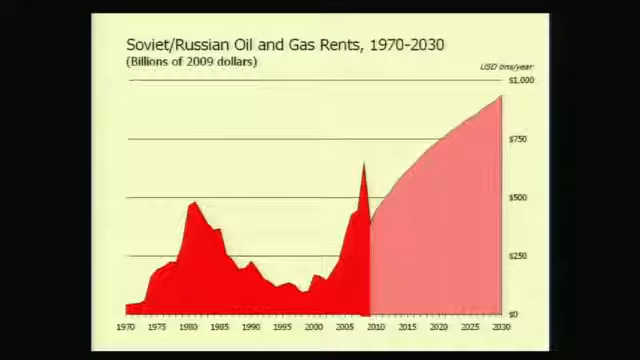 Soviet/Russian Oil and Gas Rents, 1970-2030
(Billions of 2009 dollars)
USD bns/year
$1,000
$750
$500
$250
$0
1970 1975 1980 1985 1990 1995 2000 2005 2010 2015 2020 2025 2030